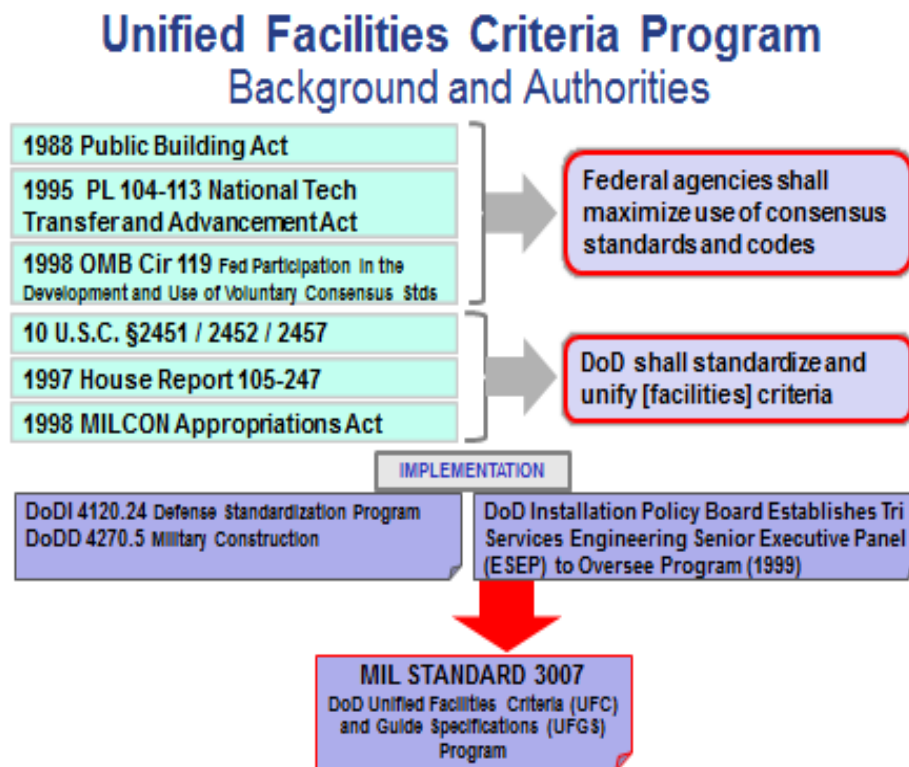 Unified Facilities Criteria Program
Background and Authorities
1988 Public Building Act
1995 PL 104-113 National Tech
Transfer and Advancement Act
1998 OMB Cir 119 Fed Participation in the
Development and Use of Voluntary Consensus Stds
Federal agencies shall
maximize use of consensus
standards and codes
10 U.S.C. §2451 / 2452 / 2457
1997 House Report 105-247
1998 MILCON Appropriations Act
DoD shall standardize and
unify [facilities] criteria
IMPLEMENTATION
DoDI 4120.24 Defense Standardization Program
DoDD 4270.5 Military Construction
DoD Installation Policy Board Establishes Tri
Services Engineering Senior Executive Panel
(ESEP) to Oversee Program (1999)
MIL STANDARD 3007
DoD Unified Facilities Criteria (UFC)
and Guide Specifications (UFGS)
Program